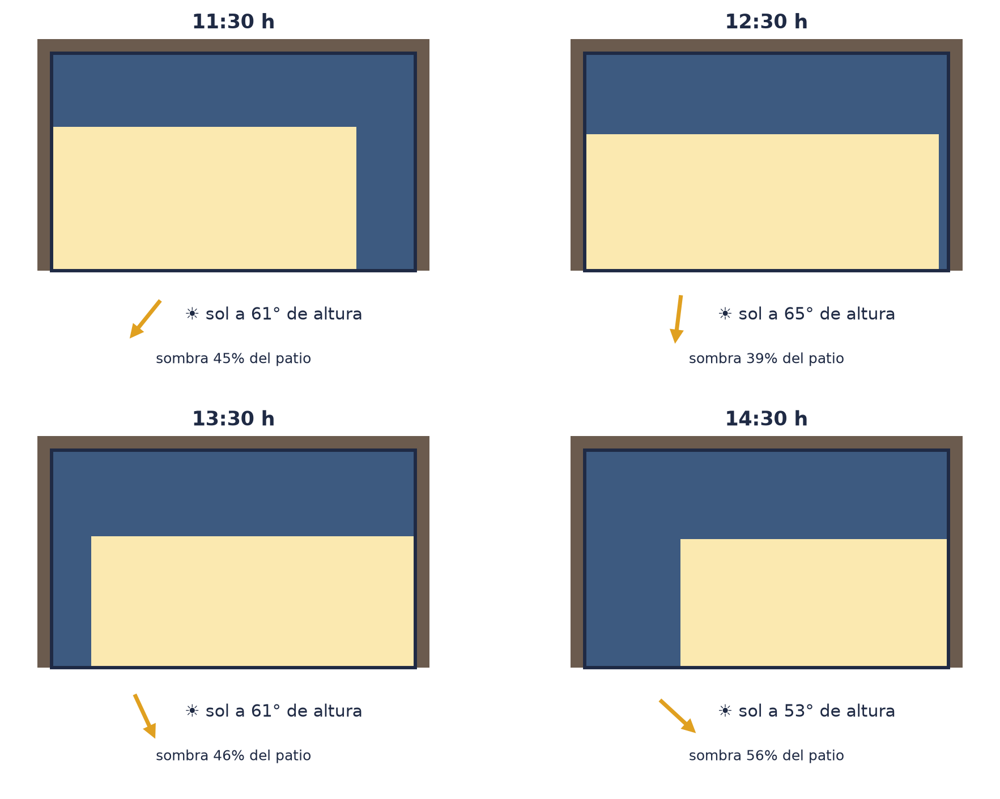 11:30 h
12:30 h
☀ sol a 61° de altura
☀ sol a 65° de altura
sombra 45% del patio
sombra 39% del patio
13:30 h
14:30 h
☀ sol a 61° de altura
☀ sol a 53° de altura
sombra 46% del patio
sombra 56% del patio